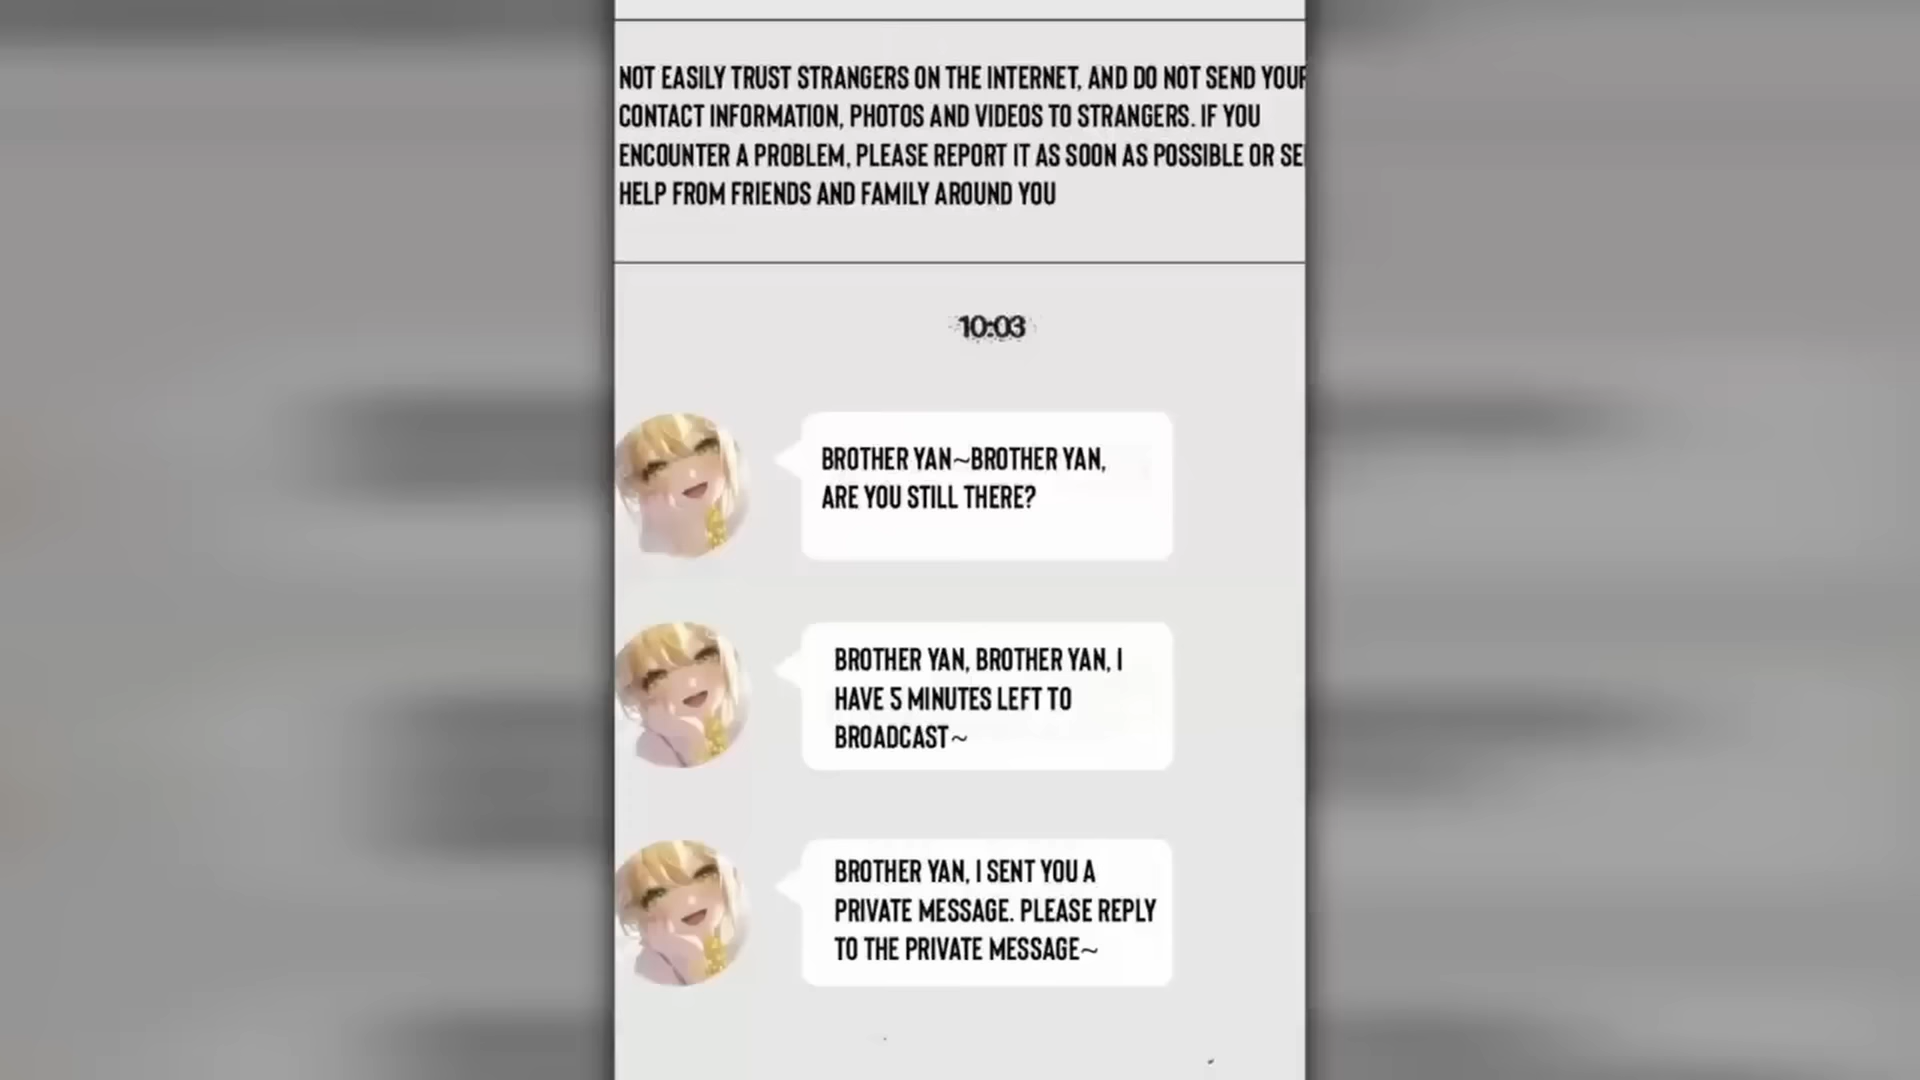 NOT EASILY TRUST STRANGERS ON THE INTERNET, AND DO NOT SEND YOUR
CONTACT INFORMATION, PHOTOS AND VIDEOS TO STRANGERS. IF YOU
ENCOUNTER A PROBLEM, PLEASE REPORT IT AS SOON AS POSSIBLE OR
HELP FROM FRIENDS AND FAMILY AROUND YOU
10:03
BROTHER YAN~BROTHER YAN,
ARE YOU STILL THERE?
BROTHER YAN, BROTHER YAN, I
HAVE 5 MINUTES LEFT TO
BROADCAST~
BROTHER YAN, I SENT YOU A
PRIVATE MESSAGE. PLEASE REPLY
TO THE PRIVATE MESSAGE~